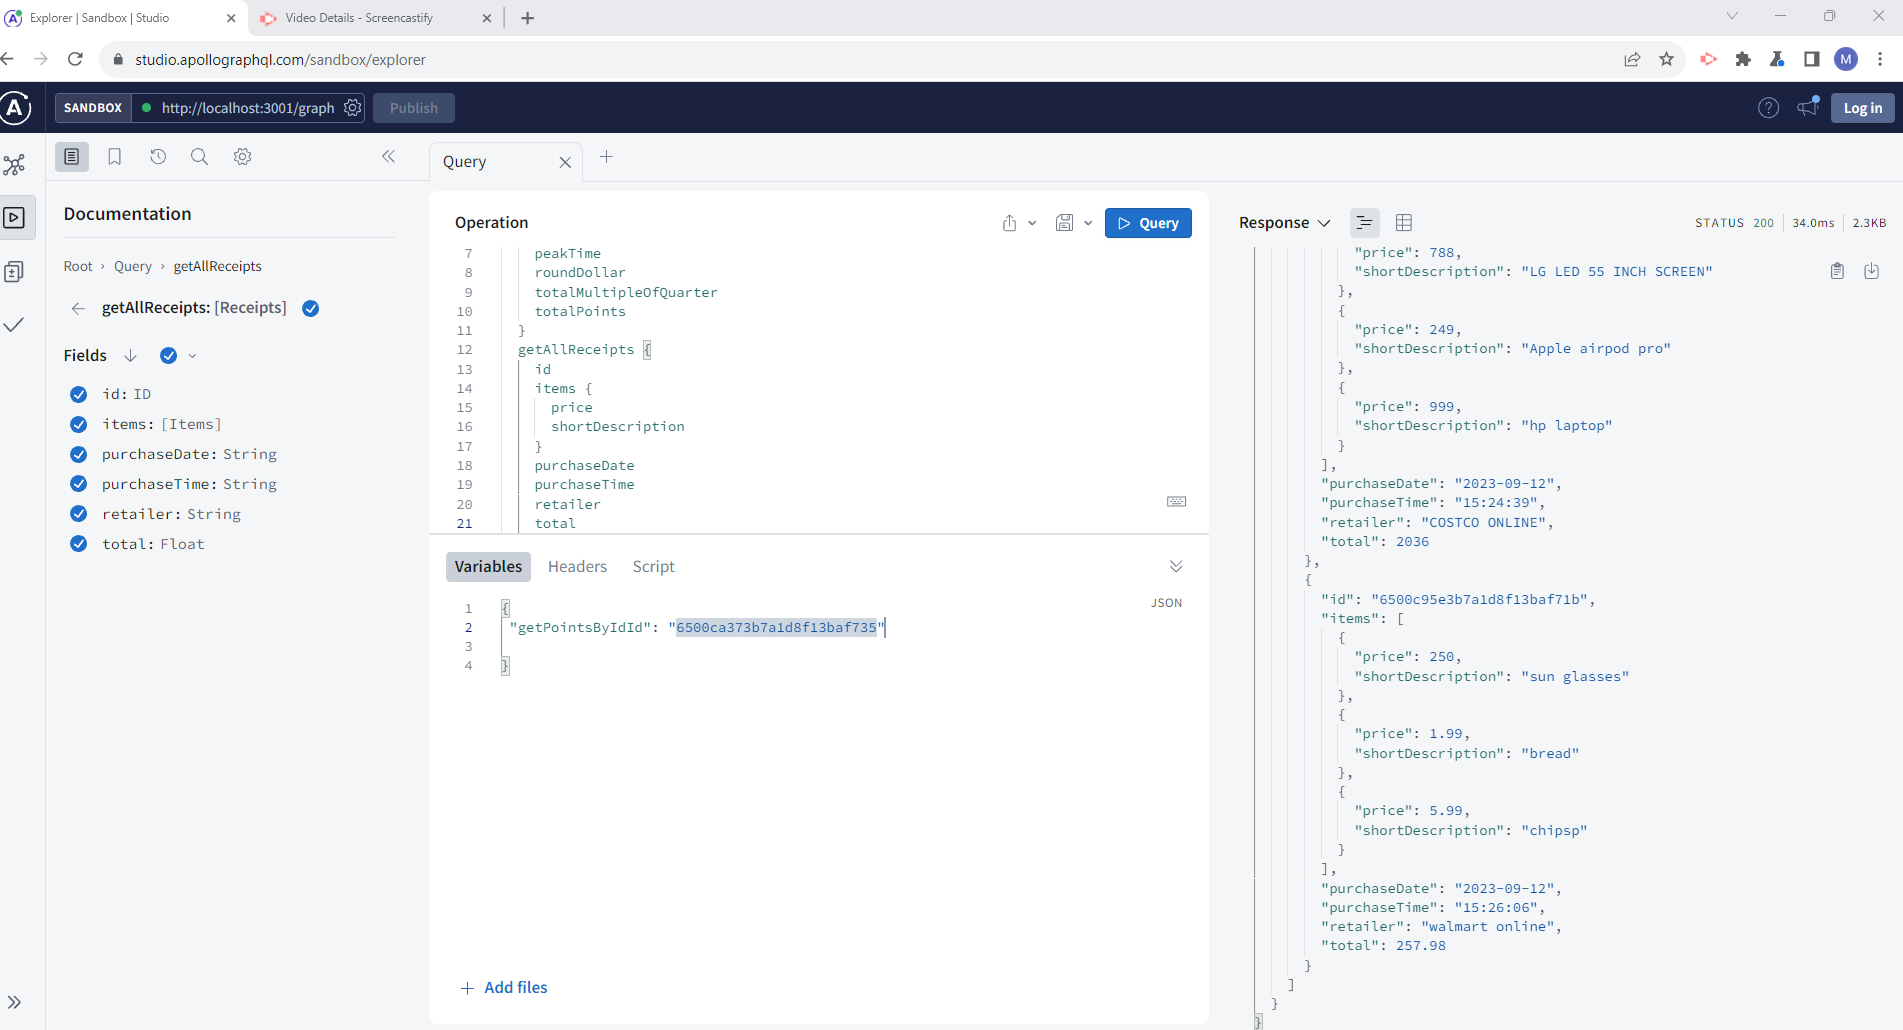 Explorer | Sandbox | Studio
Video Details - Screencastify
studio.apollographql.com/sandbox/explorer
M
SANDBOX
http://localhost:3001/graph
Publish
Log in
Documentation
Root › Query › getAllReceipts
getAllReceipts: [Receipts]
Fields
id: ID
items: [Items]
purchaseDate: String
purchaseTime: String
retailer: String
total: Float
Query
Operation
Query
7 peakTime
8 roundDollar
9 totalMultipleOfQuarter
10 totalPoints
11 }
12 getAllReceipts {
13 id
14 items {
15 price
16 shortDescription
17 }
18 purchaseDate
19 purchaseTime
20 retailer
21 total
Variables Headers Script
JSON
1 {
2 "getPointsByIdId": "6500ca373b7a1d8f13baf735"
3
4 }
Add files
Response
STATUS 200 34.0ms 2.3KB
"price": 788,
"shortDescription": "LG LED 55 INCH SCREEN"
},
{
"price": 249,
"shortDescription": "Apple airpod pro"
},
{
"price": 999,
"shortDescription": "hp laptop"
}
],
"purchaseDate": "2023-09-12",
"purchaseTime": "15:24:39",
"retailer": "COSTCO ONLINE",
"total": 2036
},
{
"id": "6500c95e3b7a1d8f13baf71b",
"items": [
{
"price": 250,
"shortDescription": "sun glasses"
},
{
"price": 1.99,
"shortDescription": "bread"
},
{
"price": 5.99,
"shortDescription": "chipsp"
}
],
"purchaseDate": "2023-09-12",
"purchaseTime": "15:26:06",
"retailer": "walmart online",
"total": 257.98
}
]
}
}